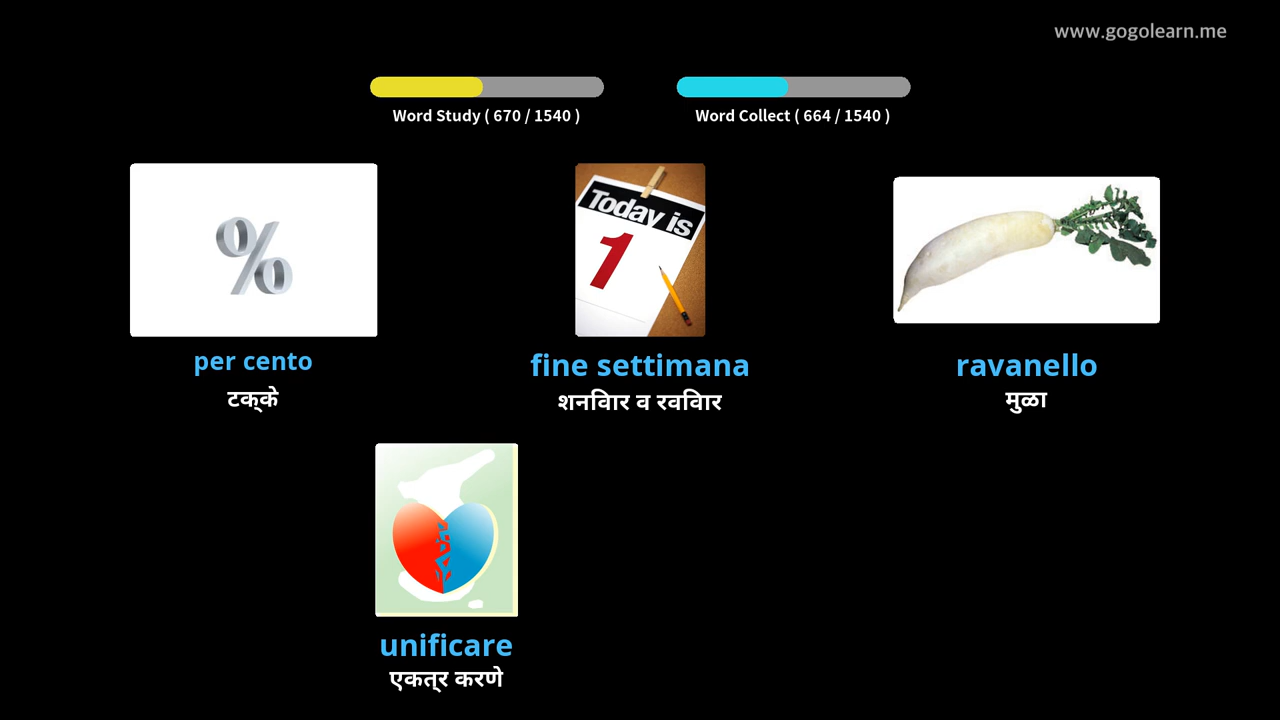 www.gogolearn.me
Word Study ( 670 / 1540 )
Word Collect ( 664 / 1540 )
%
Today is
1
per cento
fine settimana
ravanello
टक्के
शनिवार व रविवार
मुळा
unificare
एकत्र करणे